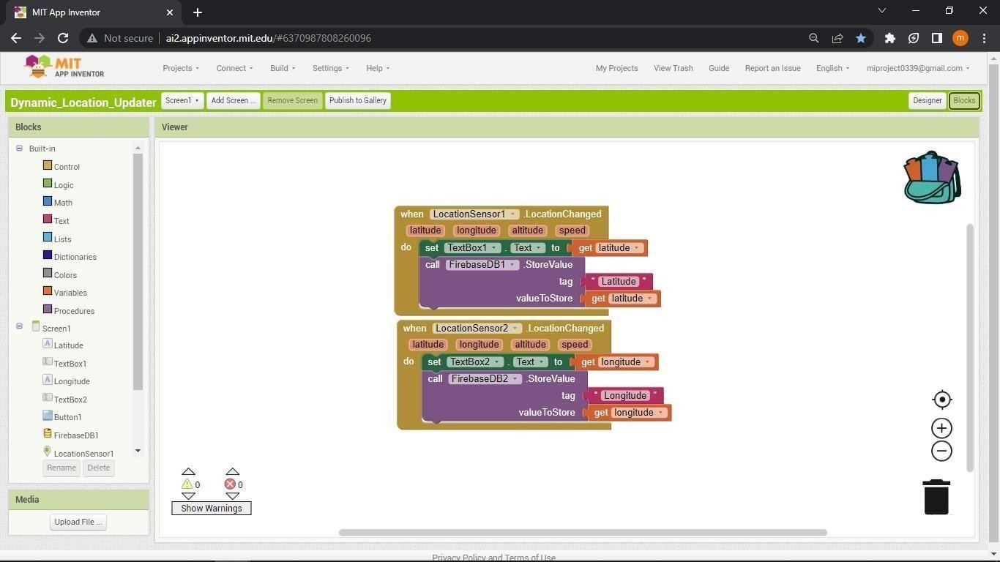 MIT App Inventor
Not secure
ai2.appinventor.mit.edu/#6370987808260096
m
MIT
APP INVENTOR
Projects
Connect
Build
Settings
Help
My Projects
View Trash
Guide
Report an Issue
English
miproject0339@gmail.com
Dynamic_Location_Updater
Screen1
Add Screen ...
Remove Screen
Publish to Gallery
Designer
Blocks
Blocks
Viewer
Built-in
Control
Logic
Math
Text
Lists
Dictionaries
Colors
Variables
Procedures
Screen1
A Latitude
TextBox1
A Longitude
TextBox2
Button1
FirebaseDB1
LocationSensor1
Rename
Delete
Media
Upload File ...
when LocationSensor1 .LocationChanged
latitude longitude altitude speed
do set TextBox1 . Text to get latitude
call FirebaseDB1 .StoreValue
tag " Latitude "
valueToStore get latitude
when LocationSensor2 .LocationChanged
latitude longitude altitude speed
do set TextBox2 . Text to get longitude
call FirebaseDB2 .StoreValue
tag " Longitude "
valueToStore get longitude
0 0
Show Warnings
Privacy Policy and Terms of Use